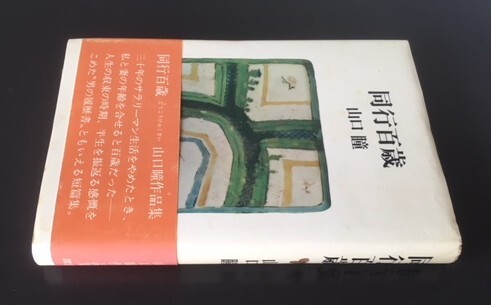 同行百歳
山口瞳
同行百歳 山口瞳作品集
三十年のサラリーマン生活をやめたとき、
私と妻の年齢を合せると百歳だった――
人生の収束の時期、半生を振返る感慨を
こめた“男の履歴書”ともいえる短篇集。
同行百歳
山口瞳